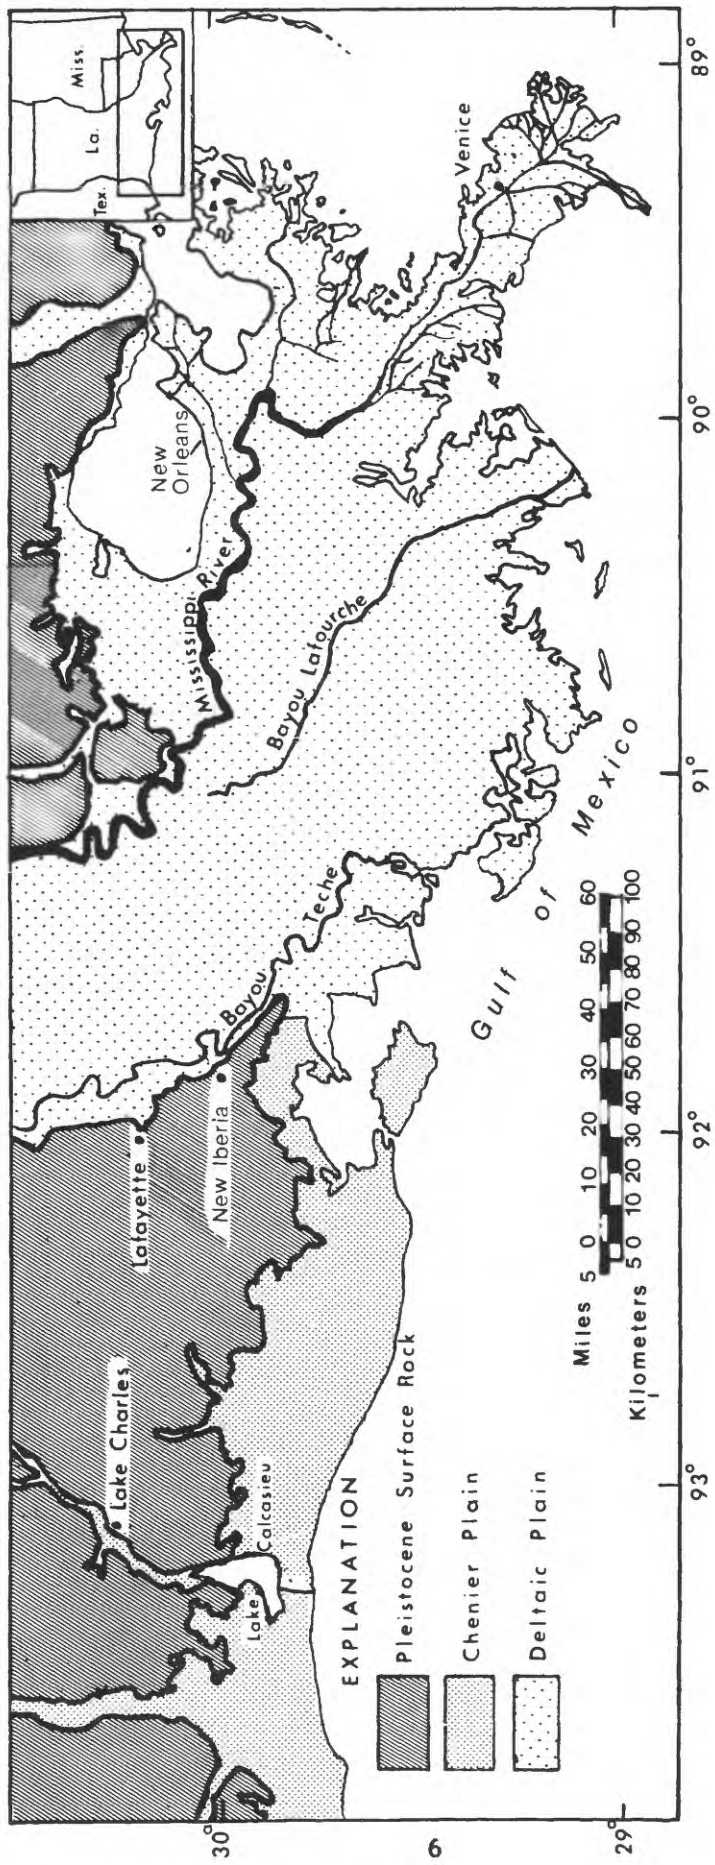 Tex.
La.
Miss.
Lake Charles
Lafayette
New Iberia
Bayou Teche
Mississippi River
New
Orleans
Bayou Lafourche
Venice
Lake Calcasieu
Gulf of Mexico
EXPLANATION
Pleistocene Surface Rock
Chenier Plain
Deltaic Plain
Miles 5 0 10 20 30 40 50 60
Kilometers 5 0 10 20 30 40 50 60 70 80 90 100
30°
6
29°
93°
92°
91°
90°
89°